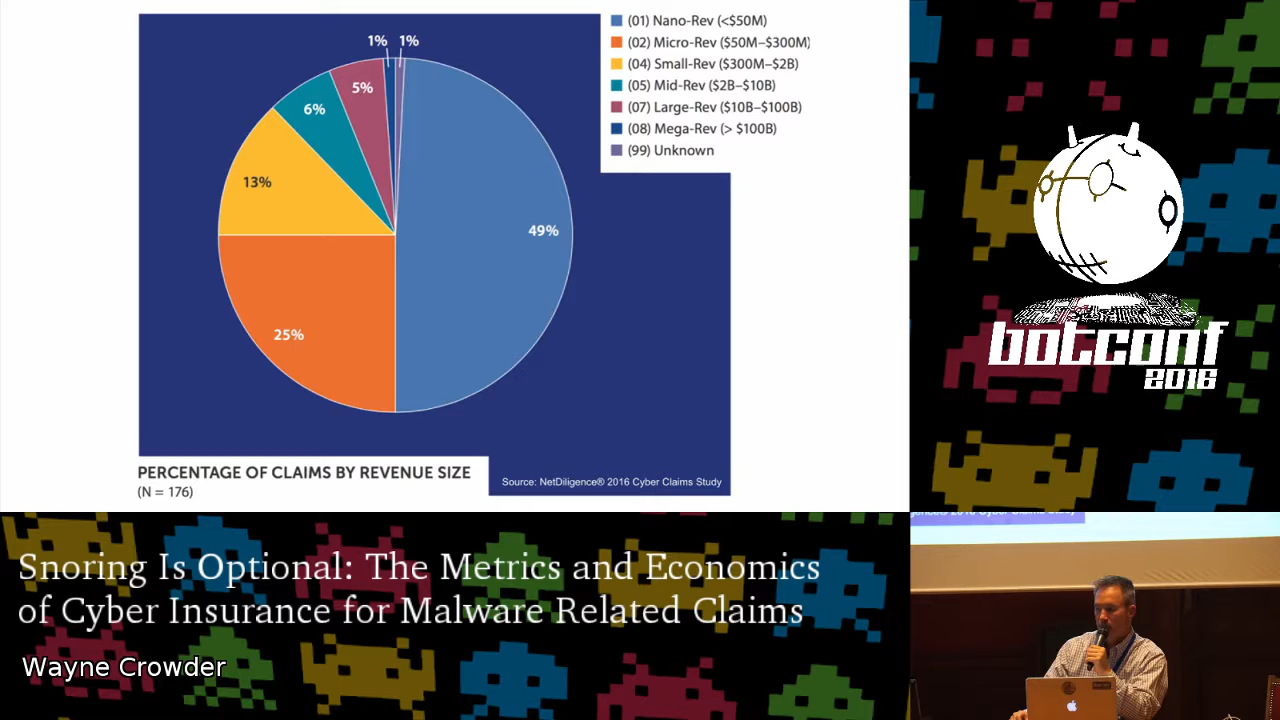 1% 1%
5%
6%
13%
49%
25%
(01) Nano-Rev (<$50M)
(02) Micro-Rev ($50M–$300M)
(04) Small-Rev ($300M–$2B)
(05) Mid-Rev ($2B–$10B)
(07) Large-Rev ($10B–$100B)
(08) Mega-Rev (> $100B)
(99) Unknown
PERCENTAGE OF CLAIMS BY REVENUE SIZE
(N = 176)
Source: NetDiligence® 2016 Cyber Claims Study
botconf
2016
Snoring Is Optional: The Metrics and Economics
of Cyber Insurance for Malware Related Claims
Wayne Crowder